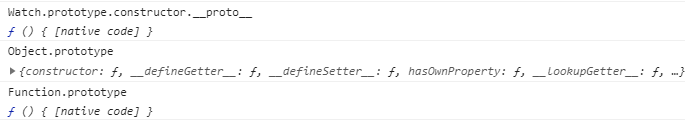 Watch.prototype.constructor.__proto__
ƒ () { [native code] }
Object.prototype
▶{constructor: ƒ, __defineGetter__: ƒ, __defineSetter__: ƒ, hasOwnProperty: ƒ, __lookupGetter__: ƒ, …}
Function.prototype
ƒ () { [native code] }